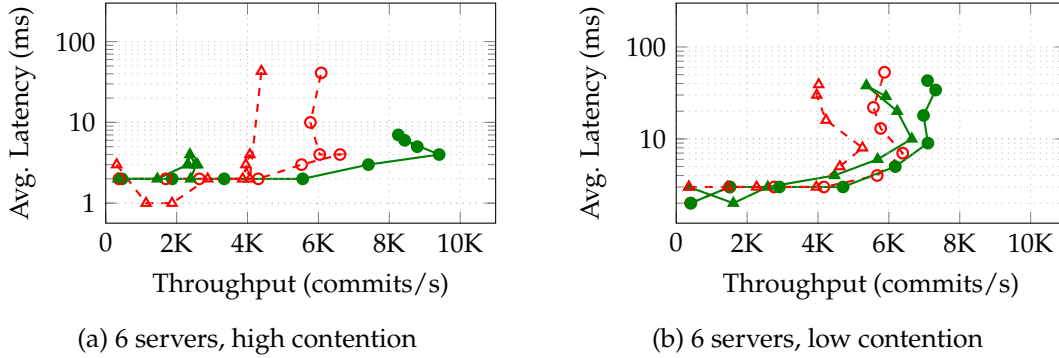 100
10
1
Avg. Latency (ms)
0 2K 4K 6K 8K 10K
Throughput (commits/s)
(a) 6 servers, high contention
100
10
Avg. Latency (ms)
0 2K 4K 6K 8K 10K
Throughput (commits/s)
(b) 6 servers, low contention